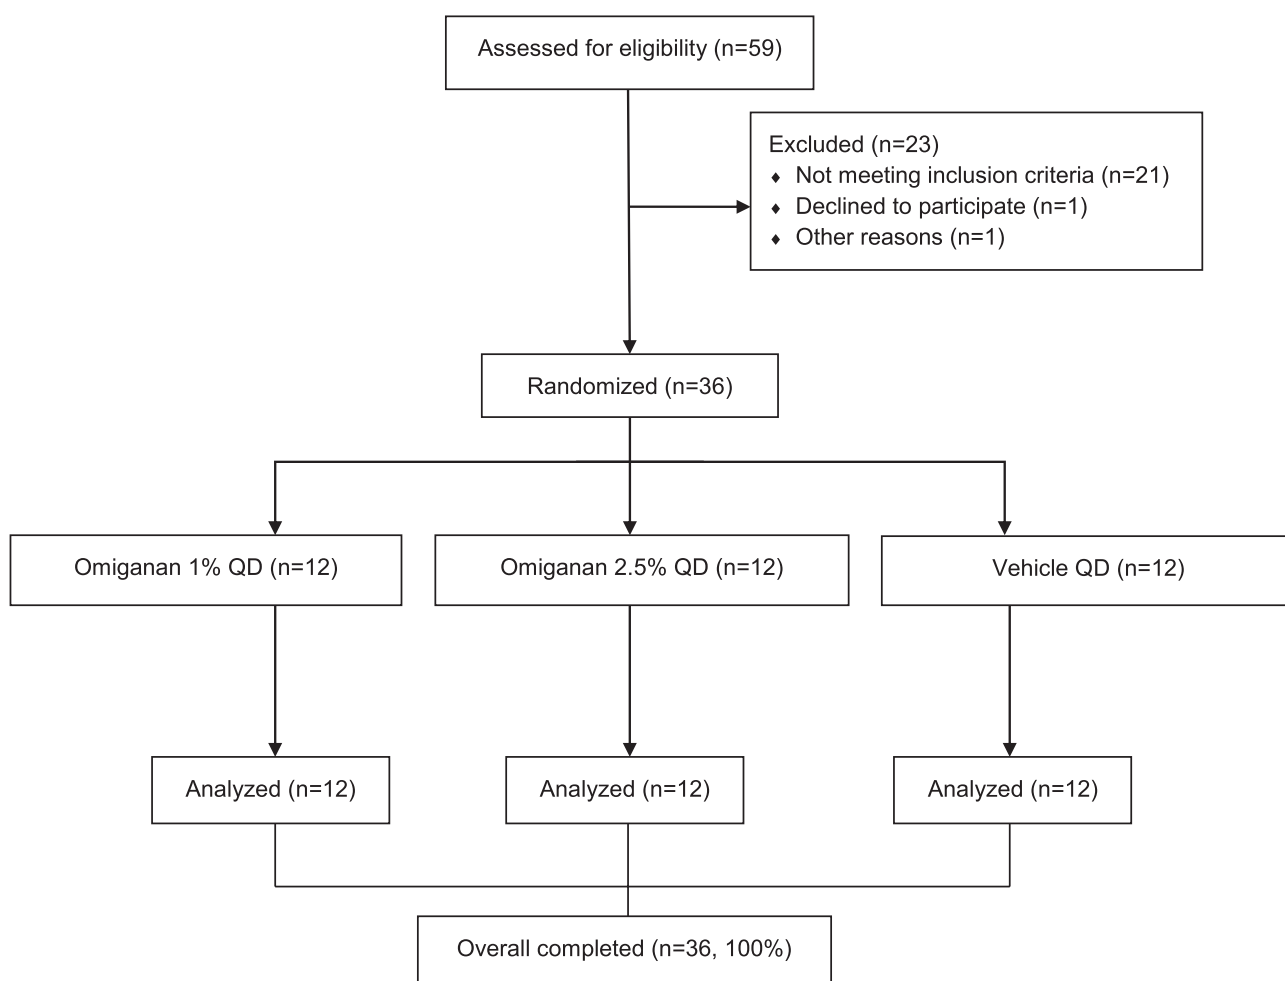 Assessed for eligibility (n=59)
Excluded (n=23)
♦ Not meeting inclusion criteria (n=21)
♦ Declined to participate (n=1)
♦ Other reasons (n=1)
Randomized (n=36)
Omiganan 1% QD (n=12)
Omiganan 2.5% QD (n=12)
Vehicle QD (n=12)
Analyzed (n=12)
Analyzed (n=12)
Analyzed (n=12)
Overall completed (n=36, 100%)